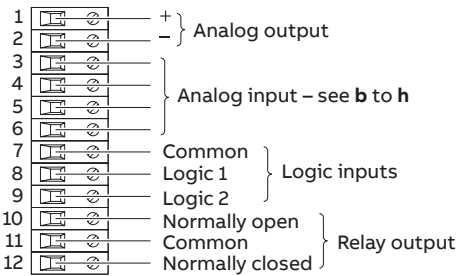 1 + Analog output
2 –
3
4 Analog input – see b to h
5
6
7 Common
8 Logic 1 Logic inputs
9 Logic 2
10 Normally open
11 Common Relay output
12 Normally closed